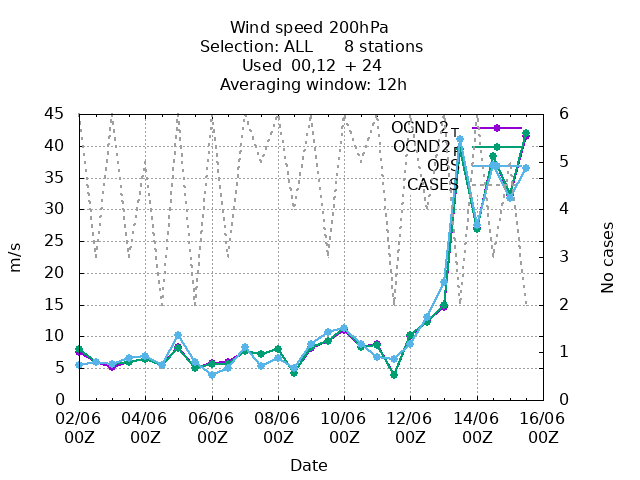 Wind speed 200hPa
Selection: ALL 8 stations
Used 00,12 + 24
Averaging window: 12h
45 6
OCND2_T
40
OCND2_
OBS
35 5
CASES
30 4
25
m/s
20 3
No cases
15 2
10
5 1
0 0
02/06 04/06 06/06 08/06 10/06 12/06 14/06 16/06
00Z 00Z 00Z 00Z 00Z 00Z 00Z 00Z
Date